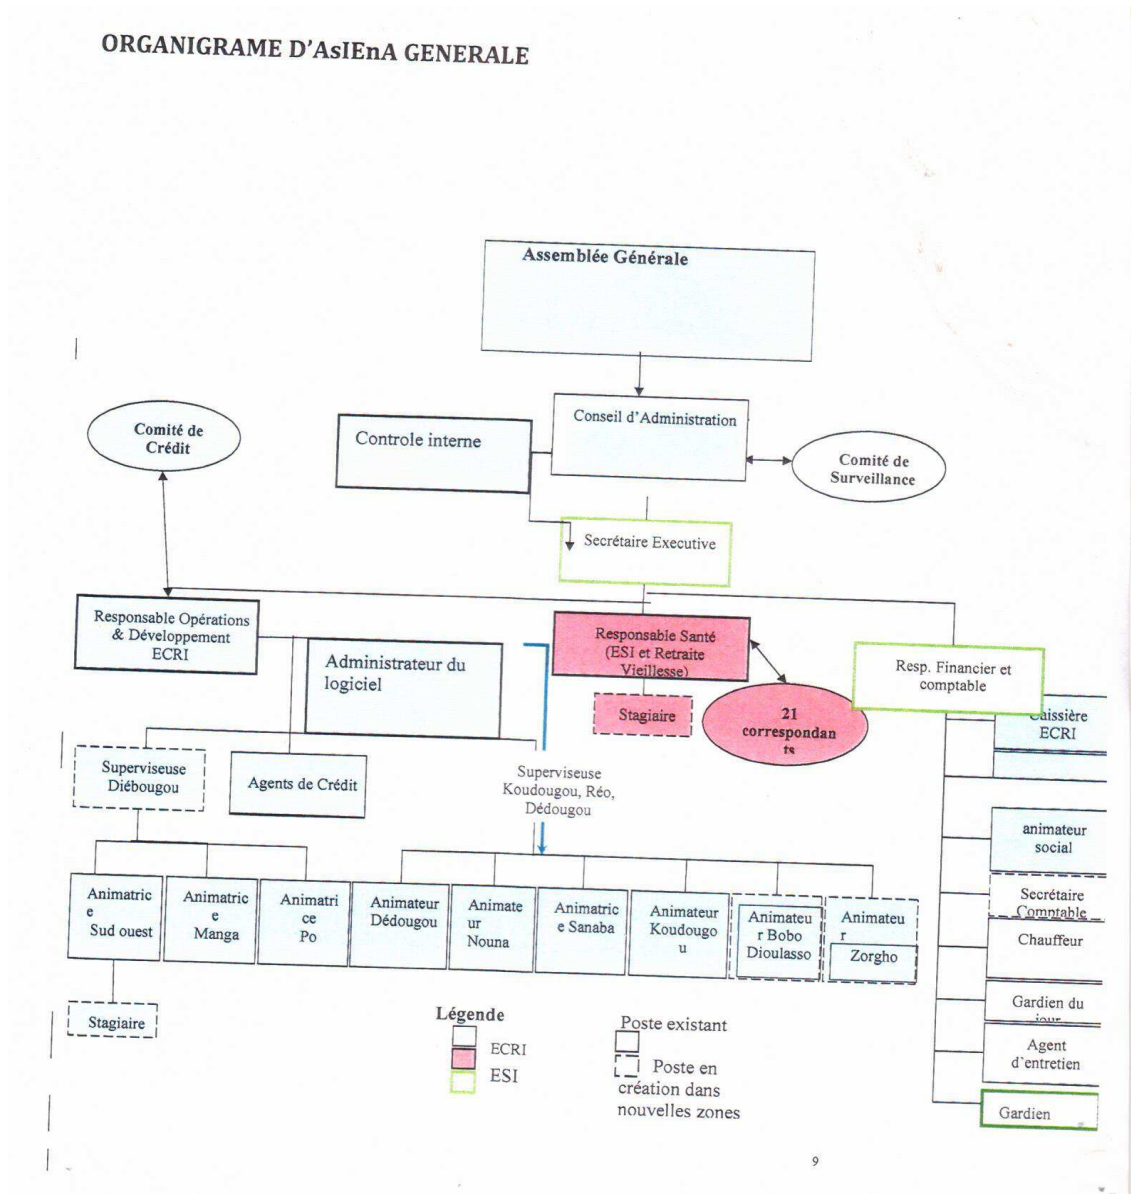 ORGANIGRAME D'AsIEnA GENERALE
Assemblée Générale
Conseil d'Administration
Controle interne
Comité de
Crédit
Comité de
Surveillance
Secrétaire Executive
Responsable Opérations
& Développement
ECRI
Responsable Santé
(ESI et Retraite
Vieillesse)
Resp. Financier et
comptable
Administrateur du
logiciel
Stagiaire
21
correspondan
ts
Caissière
ECRI
Superviseuse
Diébougou
Agents de Crédit
Superviseuse
Koudougou, Réo,
Dédougou
animateur
social
Secrétaire
Comptable
Chauffeur
Gardien du
jour
Agent
d'entretien
Gardien
Animatric
e
Sud ouest
Animatric
e
Manga
Animatri
ce
Po
Animateur
Dédougou
Animate
ur
Nouna
Animatric
e Sanaba
Animateur
Koudougo
u
Animateu
r Bobo
Dioulasso
Animateu
r
Zorgho
Stagiaire
Légende
ECRI
ESI
Poste existant
Poste en
création dans
nouvelles zones
9